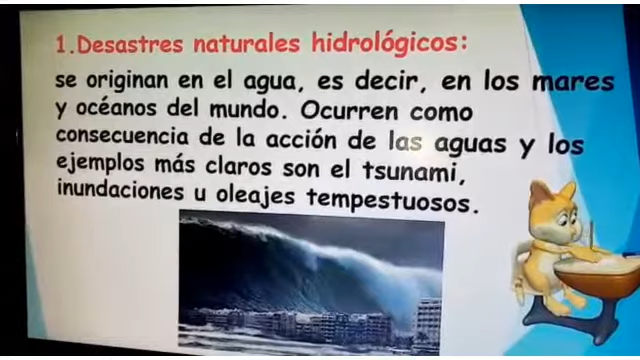 1.Desastres naturales hidrológicos:
se originan en el agua, es decir, en los mares
y océanos del mundo. Ocurren como
consecuencia de la acción de las aguas y los
ejemplos más claros son el tsunami,
inundaciones u oleajes tempestuosos.